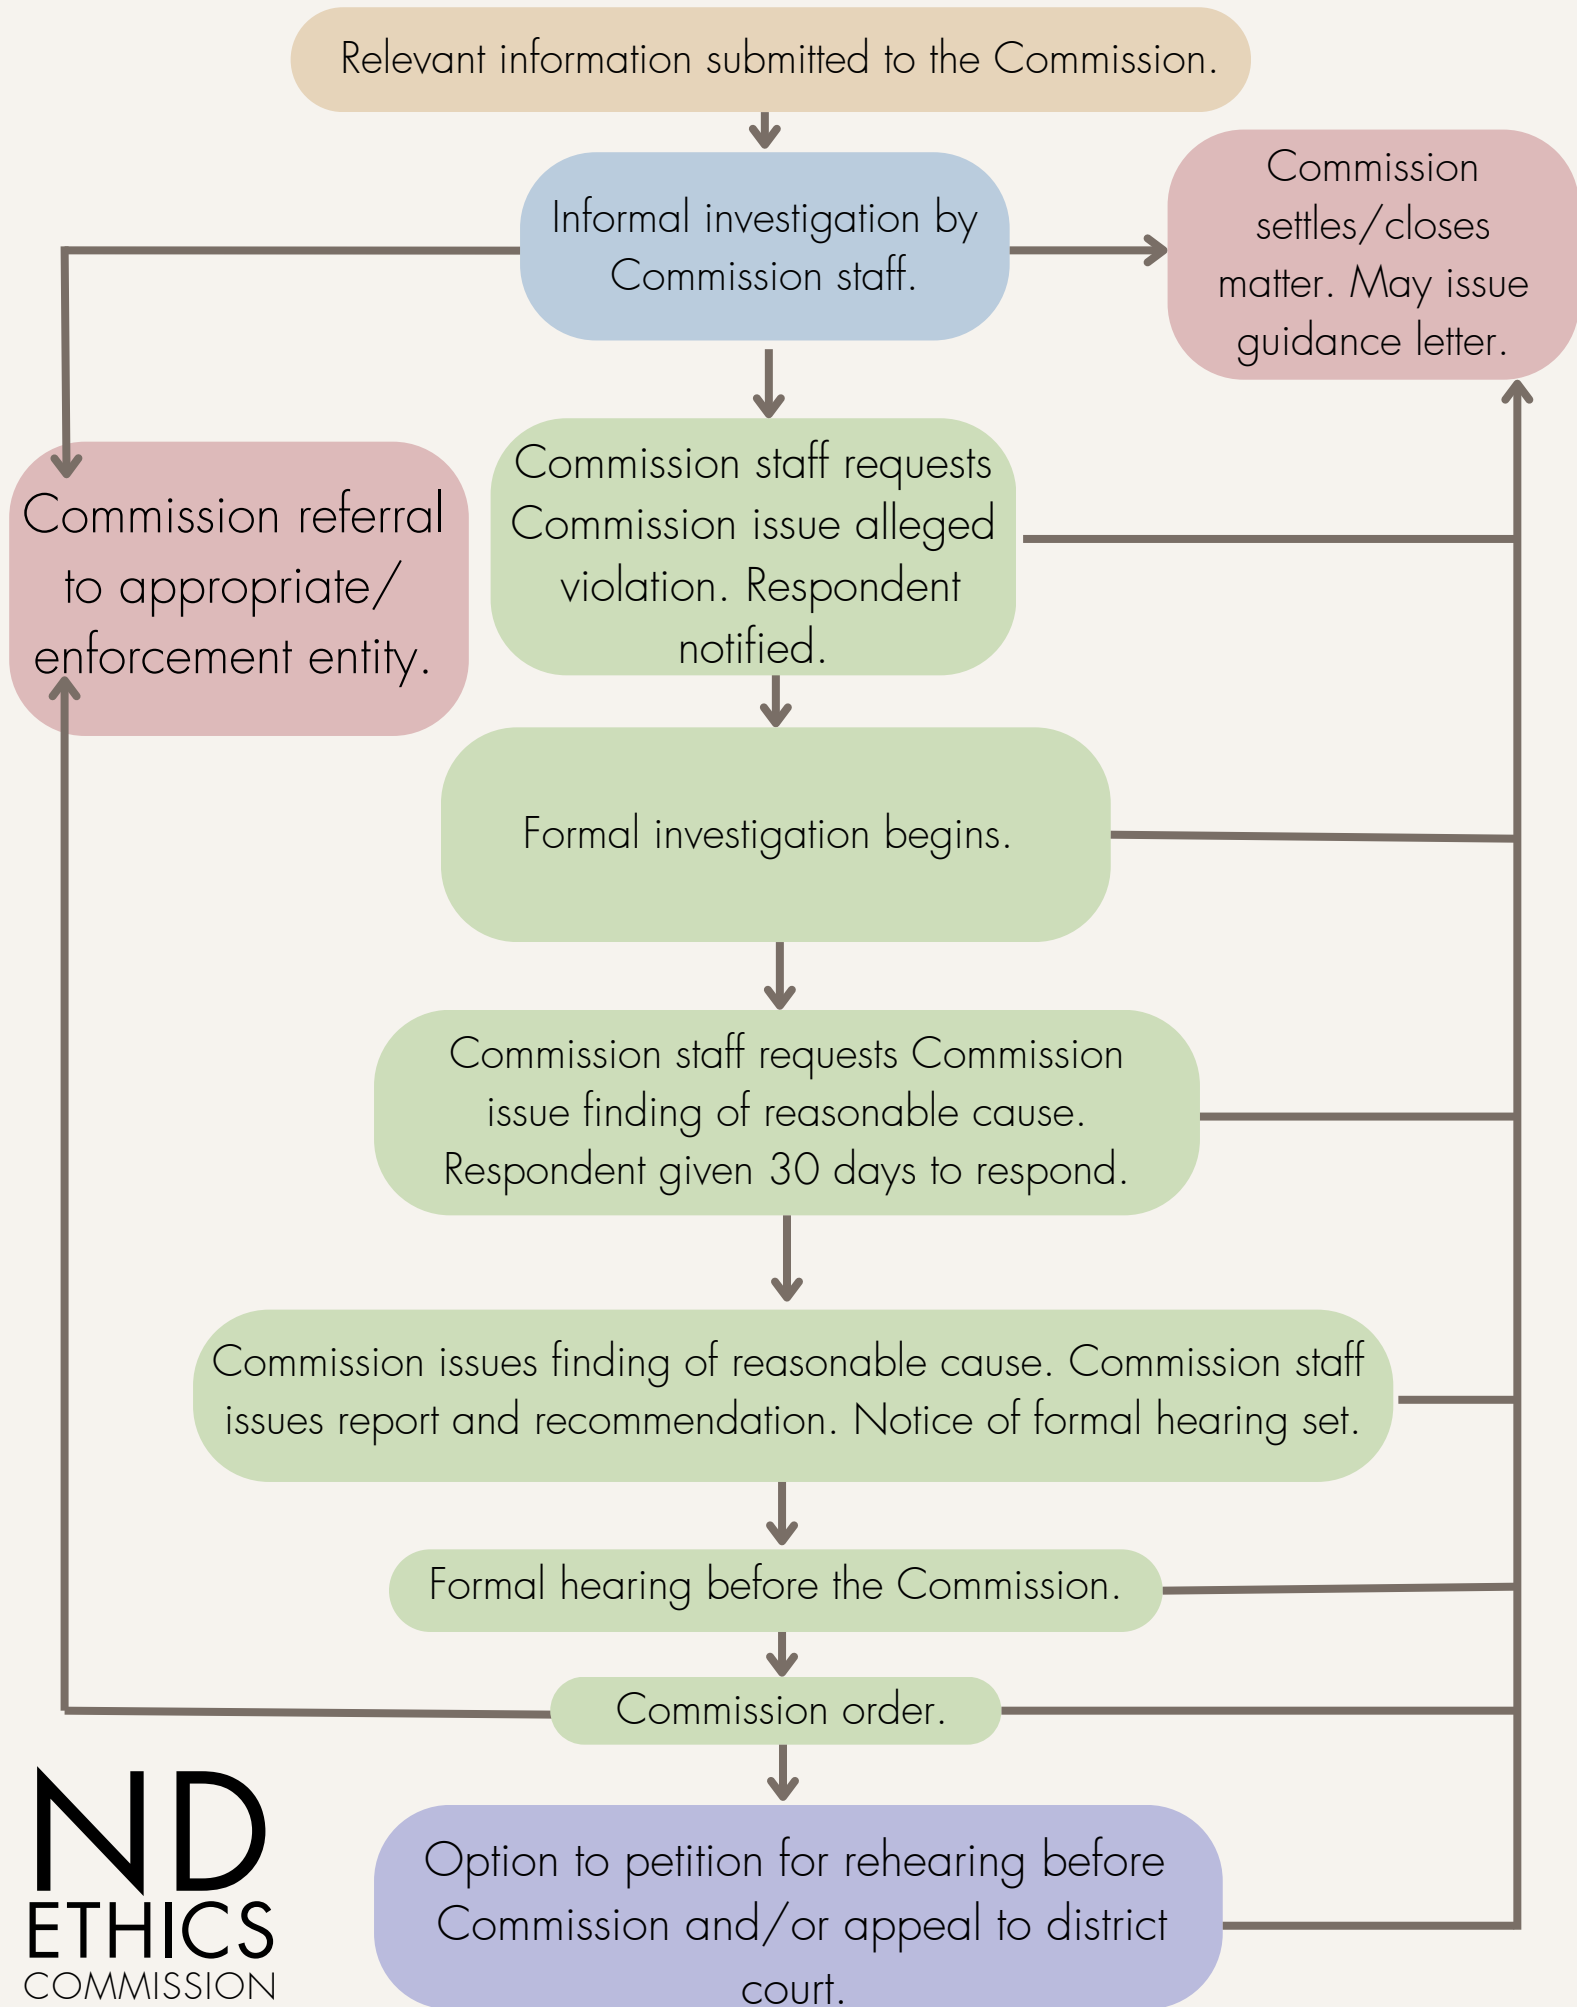 Relevant information submitted to the Commission.
Informal investigation by
Commission staff.
Commission
settles/closes
matter. May issue
guidance letter.
Commission referral
to appropriate/
enforcement entity.
Commission staff requests
Commission issue alleged
violation. Respondent
notified.
Formal investigation begins.
Commission staff requests Commission
issue finding of reasonable cause.
Respondent given 30 days to respond.
Commission issues finding of reasonable cause. Commission staff
issues report and recommendation. Notice of formal hearing set.
Formal hearing before the Commission.
Commission order.
Option to petition for rehearing before
Commission and/or appeal to district
court.
ND
ETHICS
COMMISSION